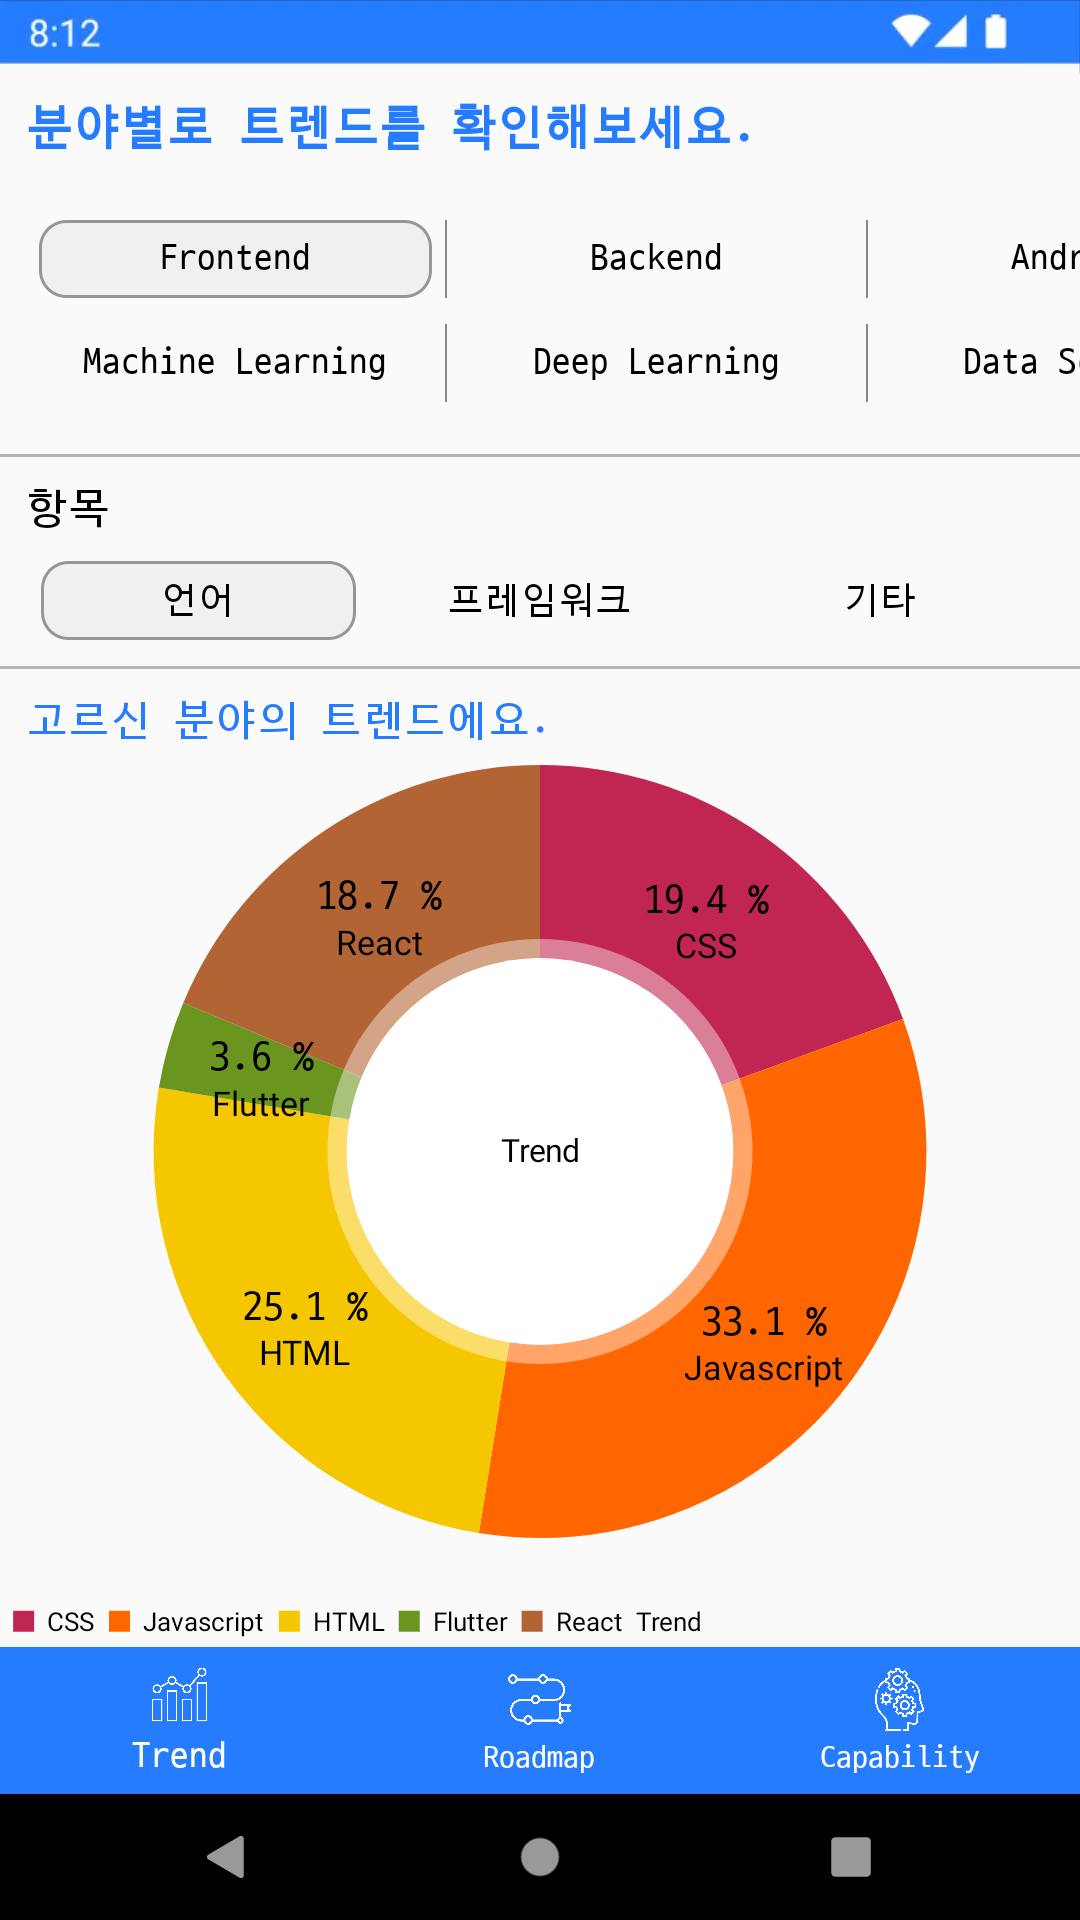 8:12
분야별로 트렌드를 확인해보세요.
Frontend Backend
Machine Learning Deep Learning Data
항목
언어 프레임워크 기타
고르신 분야의 트렌드에요.
18.7 % 19.4 %
React CSS
3.6 %
Flutter
Trend
25.1 % 33.1 %
HTML Javascript
CSS Javascript HTML Flutter React Trend
Trend Roadmap Capability